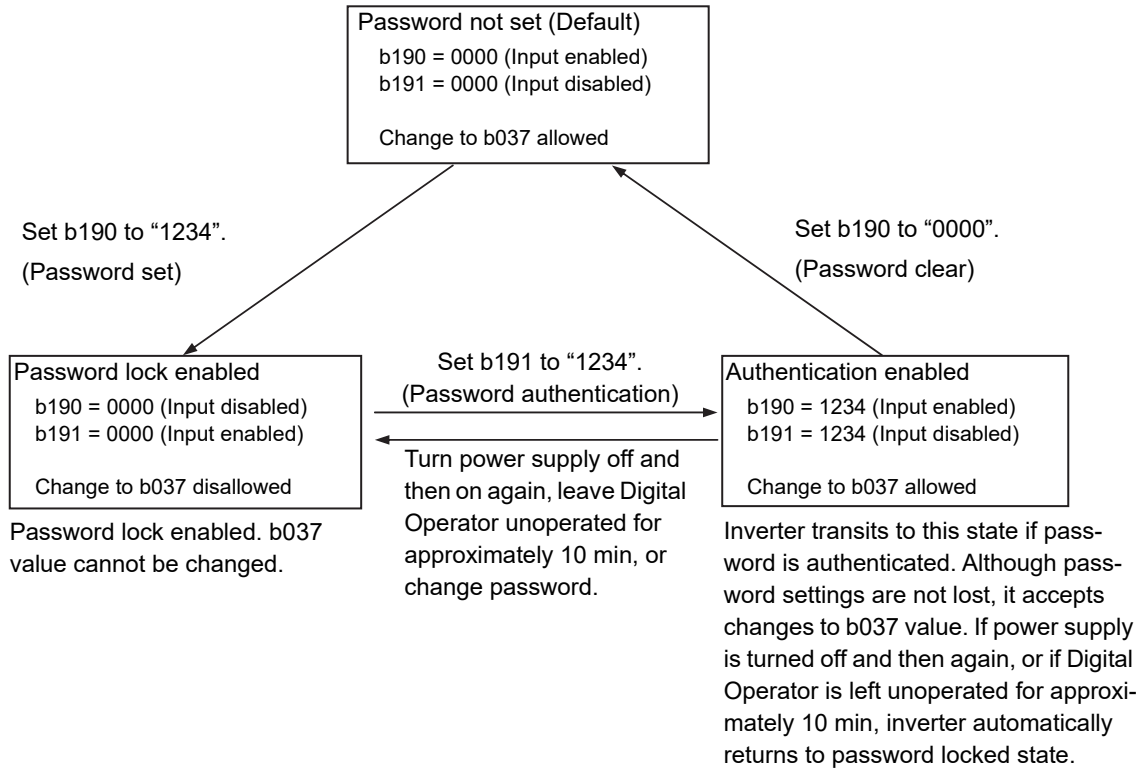 Password not set (Default)
b190 = 0000 (Input enabled)
b191 = 0000 (Input disabled)
Change to b037 allowed
Set b190 to “1234”.
(Password set)
Set b190 to “0000”.
(Password clear)
Password lock enabled
b190 = 0000 (Input disabled)
b191 = 0000 (Input enabled)
Change to b037 disallowed
Password lock enabled. b037
value cannot be changed.
Set b191 to “1234”.
(Password authentication)
Turn power supply off and
then on again, leave Digital
Operator unoperated for
approximately 10 min, or
change password.
Authentication enabled
b190 = 1234 (Input enabled)
b191 = 1234 (Input disabled)
Change to b037 allowed
Inverter transits to this state if pass-
word is authenticated. Although pass-
word settings are not lost, it accepts
changes to b037 value. If power supply
is turned off and then again, or if Digital
Operator is left unoperated for approxi-
mately 10 min, inverter automatically
returns to password locked state.